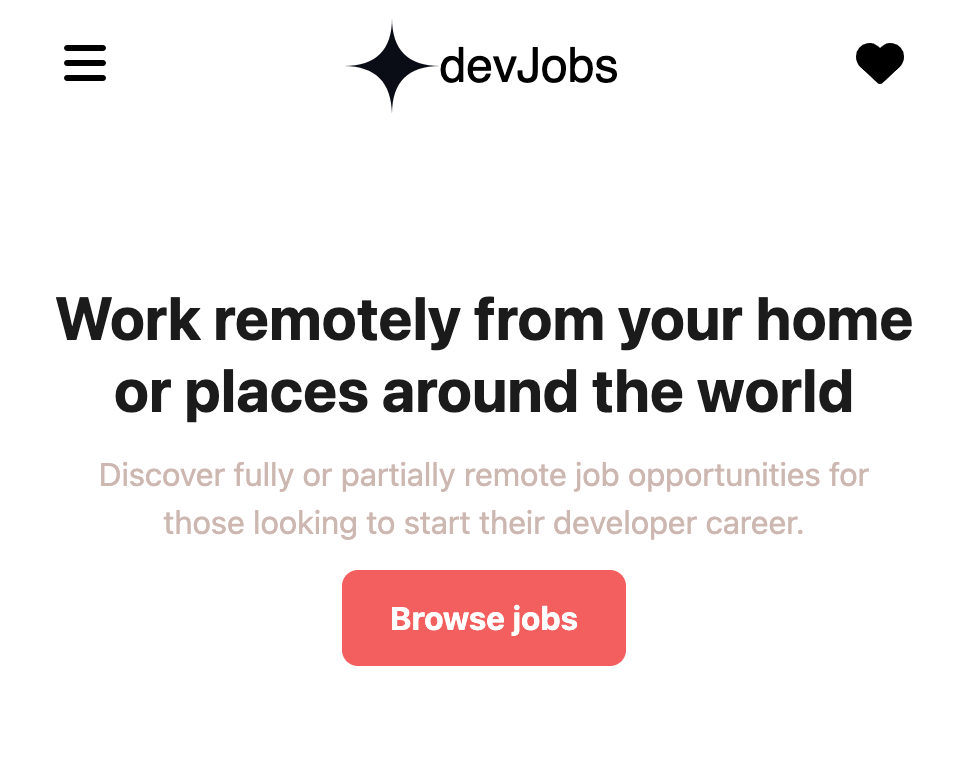 devJobs
Work remotely from your home
or places around the world
Discover fully or partially remote job opportunities for
those looking to start their developer career.
Browse jobs